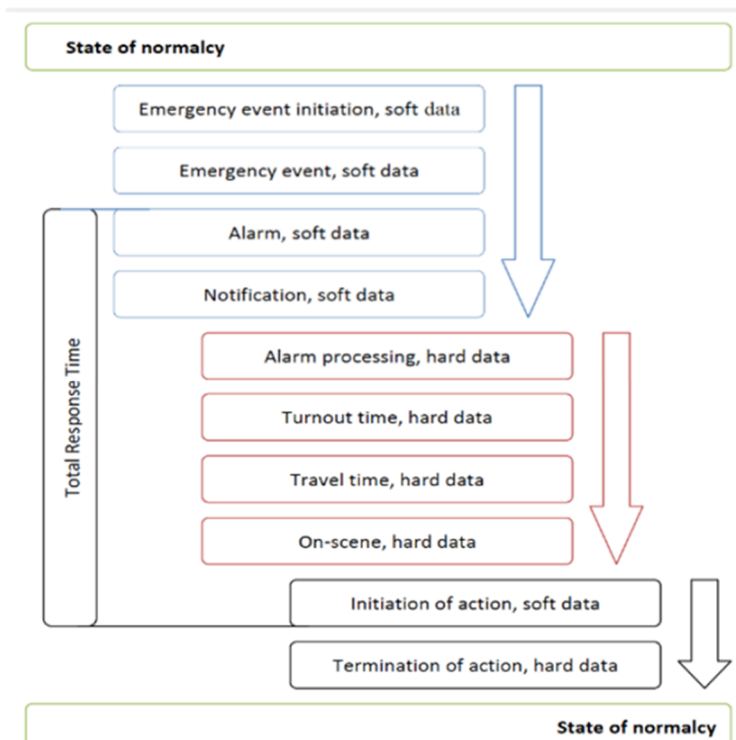 State of normalcy
Emergency event initiation, soft data
Emergency event, soft data
Alarm, soft data
Notification, soft data
Total Response Time
Alarm processing, hard data
Turnout time, hard data
Travel time, hard data
On-scene, hard data
Initiation of action, soft data
Termination of action, hard data
State of normalcy